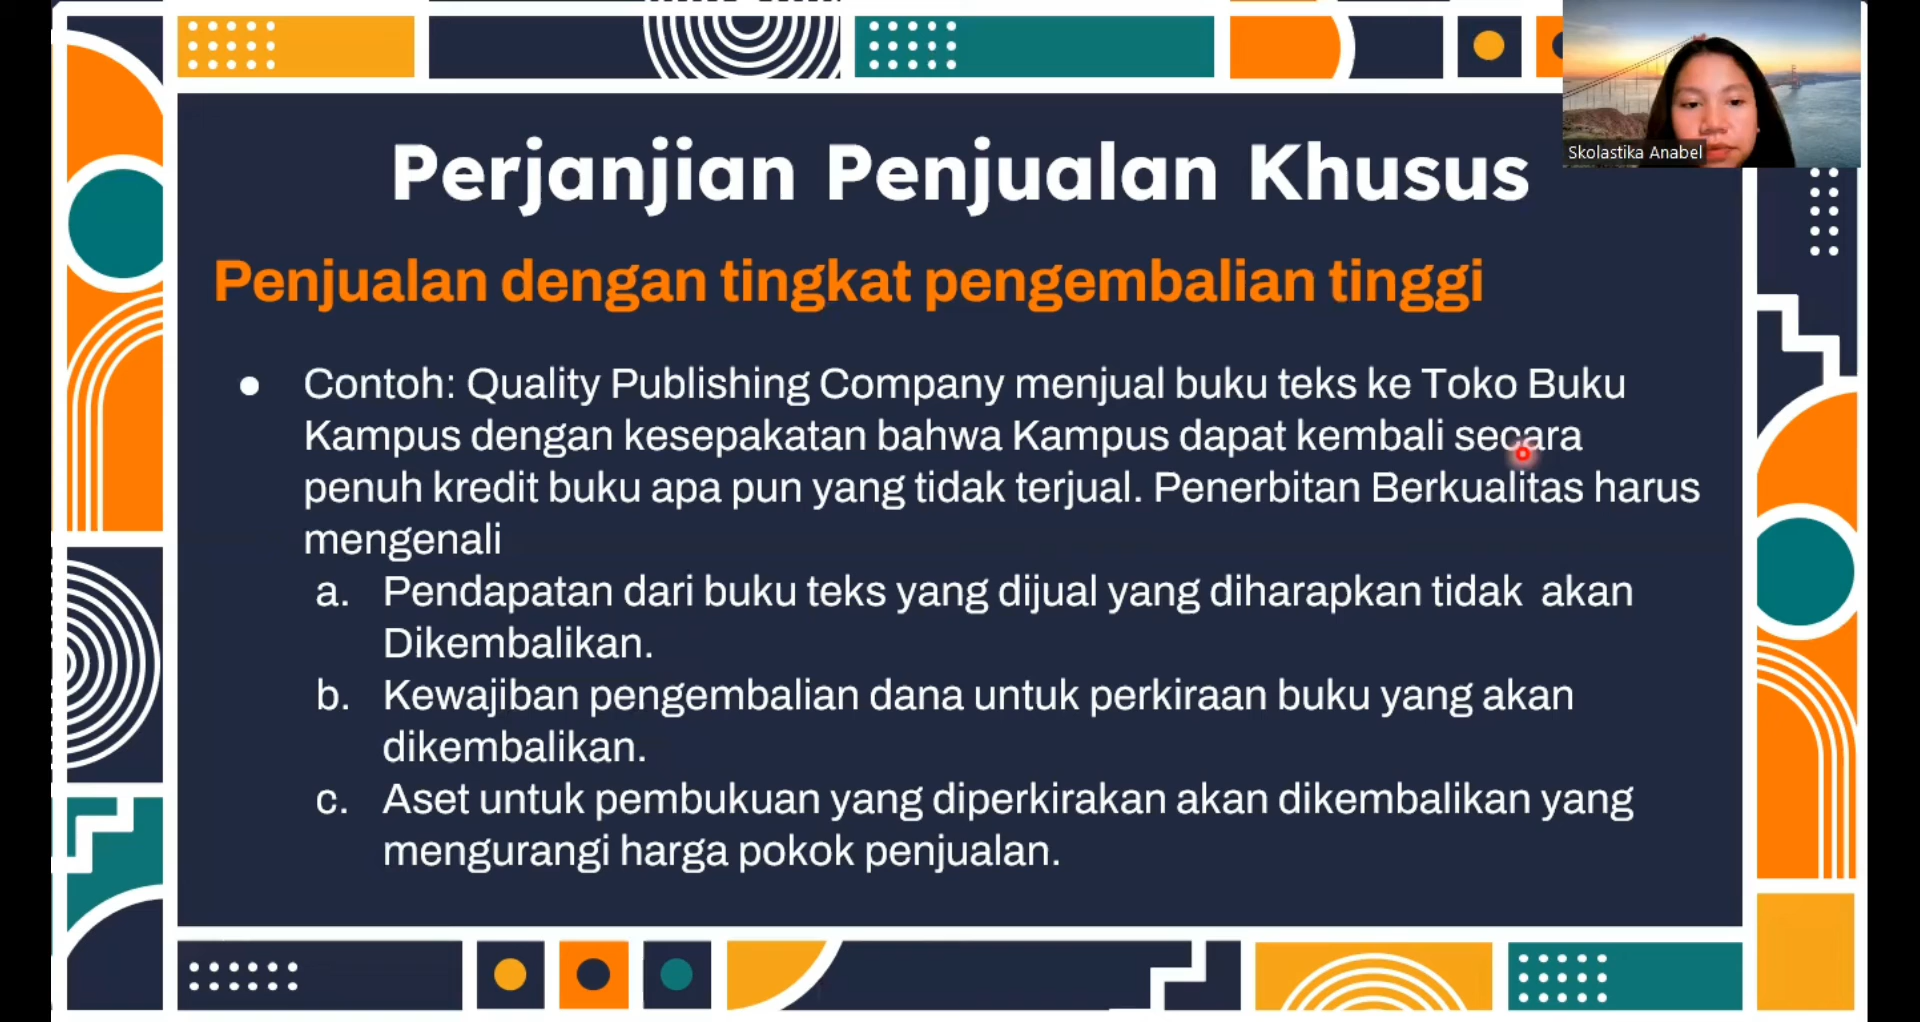 Perjanjian Penjualan Khusus
Skolastika Anabel
Penjualan dengan tingkat pengembalian tinggi
● Contoh: Quality Publishing Company menjual buku teks ke Toko Buku
Kampus dengan kesepakatan bahwa Kampus dapat kembali secara
penuh kredit buku apa pun yang tidak terjual. Penerbitan Berkualitas harus
mengenali
a. Pendapatan dari buku teks yang dijual yang diharapkan tidak akan
Dikembalikan.
b. Kewajiban pengembalian dana untuk perkiraan buku yang akan
dikembalikan.
c. Aset untuk pembukuan yang diperkirakan akan dikembalikan yang
mengurangi harga pokok penjualan.